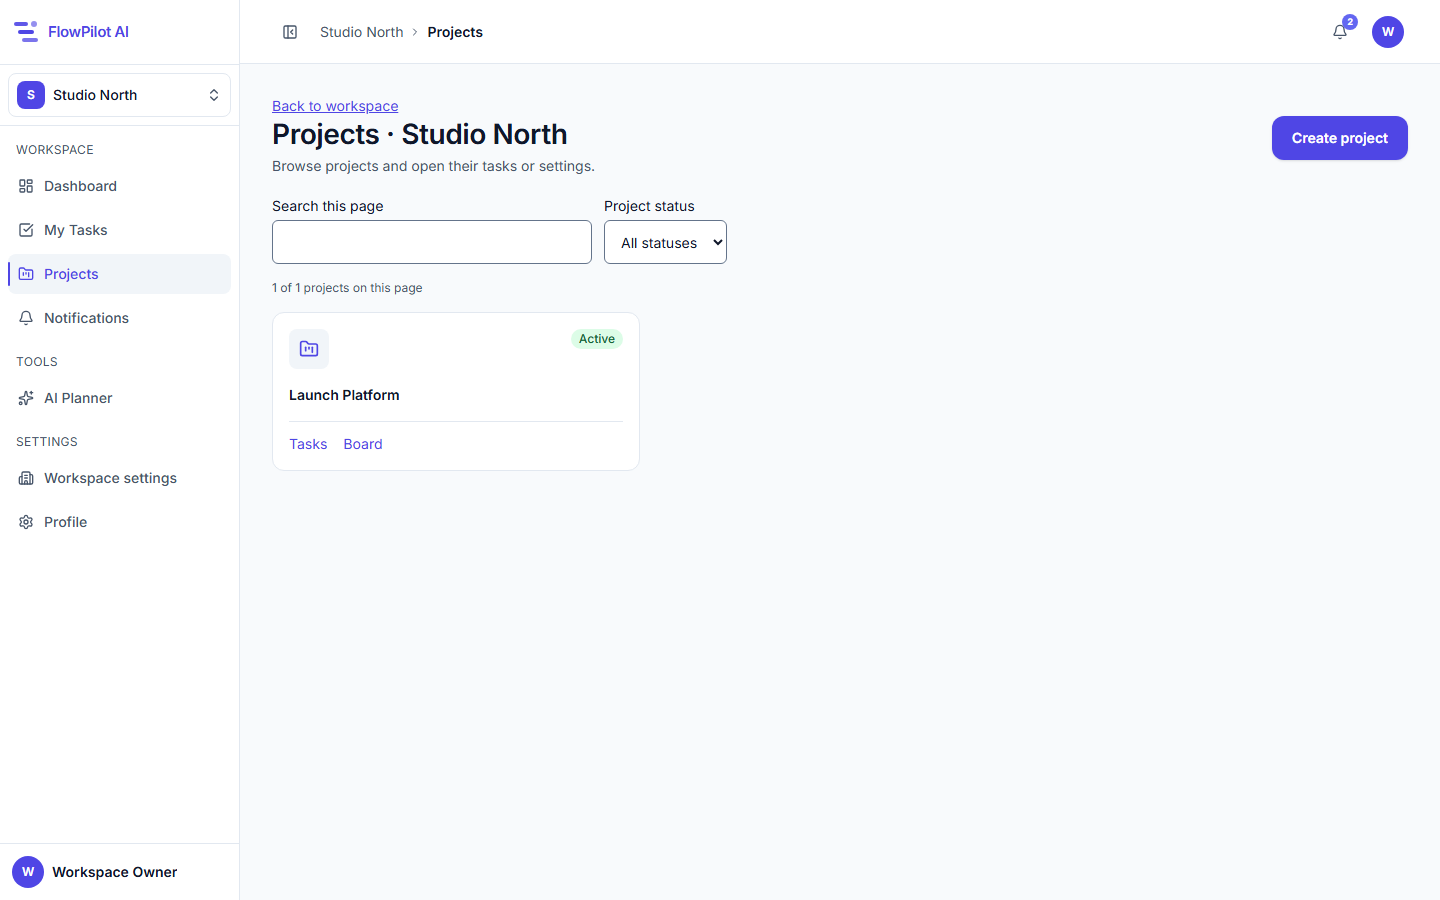 FlowPilot AI
S Studio North
WORKSPACE
Dashboard
My Tasks
Projects
Notifications
TOOLS
AI Planner
SETTINGS
Workspace settings
Profile
W Workspace Owner
Studio North › Projects
2
W
Back to workspace
Projects · Studio North
Browse projects and open their tasks or settings.
Create project
Search this page
Project status
All statuses
1 of 1 projects on this page
Active
Launch Platform
Tasks Board